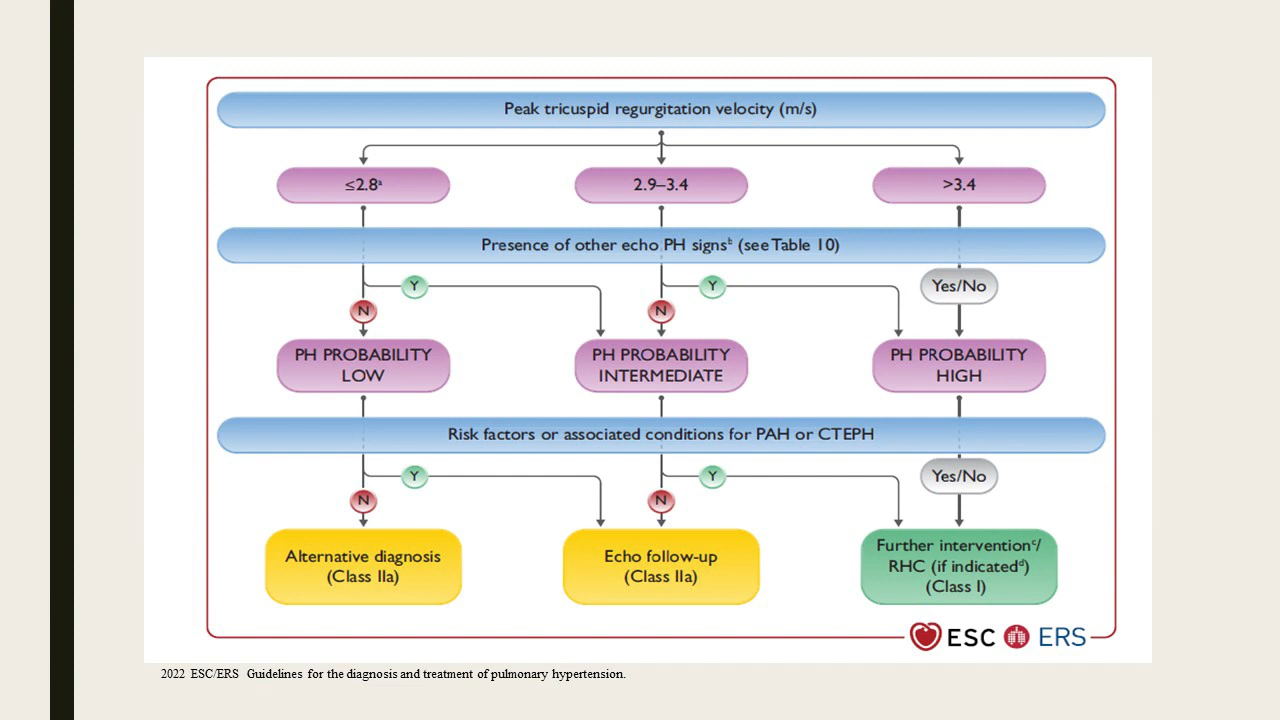 Peak tricuspid regurgitation velocity (m/s)
≤2.8ᵃ
2.9–3.4
>3.4
Presence of other echo PH signsᵇ (see Table 10)
Y
Y
Yes/No
N
N
PH PROBABILITY
LOW
PH PROBABILITY
INTERMEDIATE
PH PROBABILITY
HIGH
Risk factors or associated conditions for PAH or CTEPH
Y
Y
Yes/No
N
N
Alternative diagnosis
(Class IIa)
Echo follow-up
(Class IIa)
Further interventionᶜ/
RHC (if indicatedᵈ)
(Class I)
ESC ERS
2022 ESC/ERS Guidelines for the diagnosis and treatment of pulmonary hypertension.